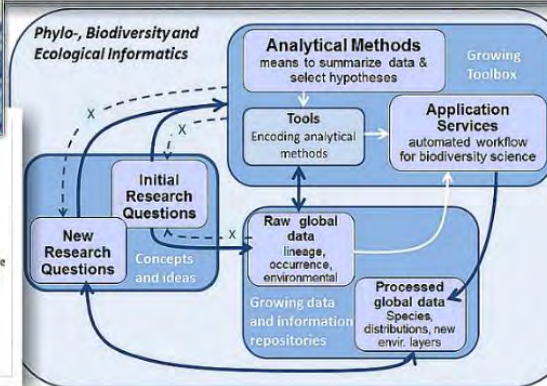 Phylo-, Biodiversity and
Ecological Informatics
Analytical Methods
means to summarize data &
select hypotheses
Growing
Toolbox
X
X
Tools
Encoding analytical
methods
Application
Services
automated workflow
for biodiversity science
Initial
Research
Questions
New
Research
Questions
Concepts
and ideas
X
Raw global
data
lineage,
occurrence,
environmental
Growing data
and information
repositories
Processed
global data
Species,
distributions, new
envir. layers